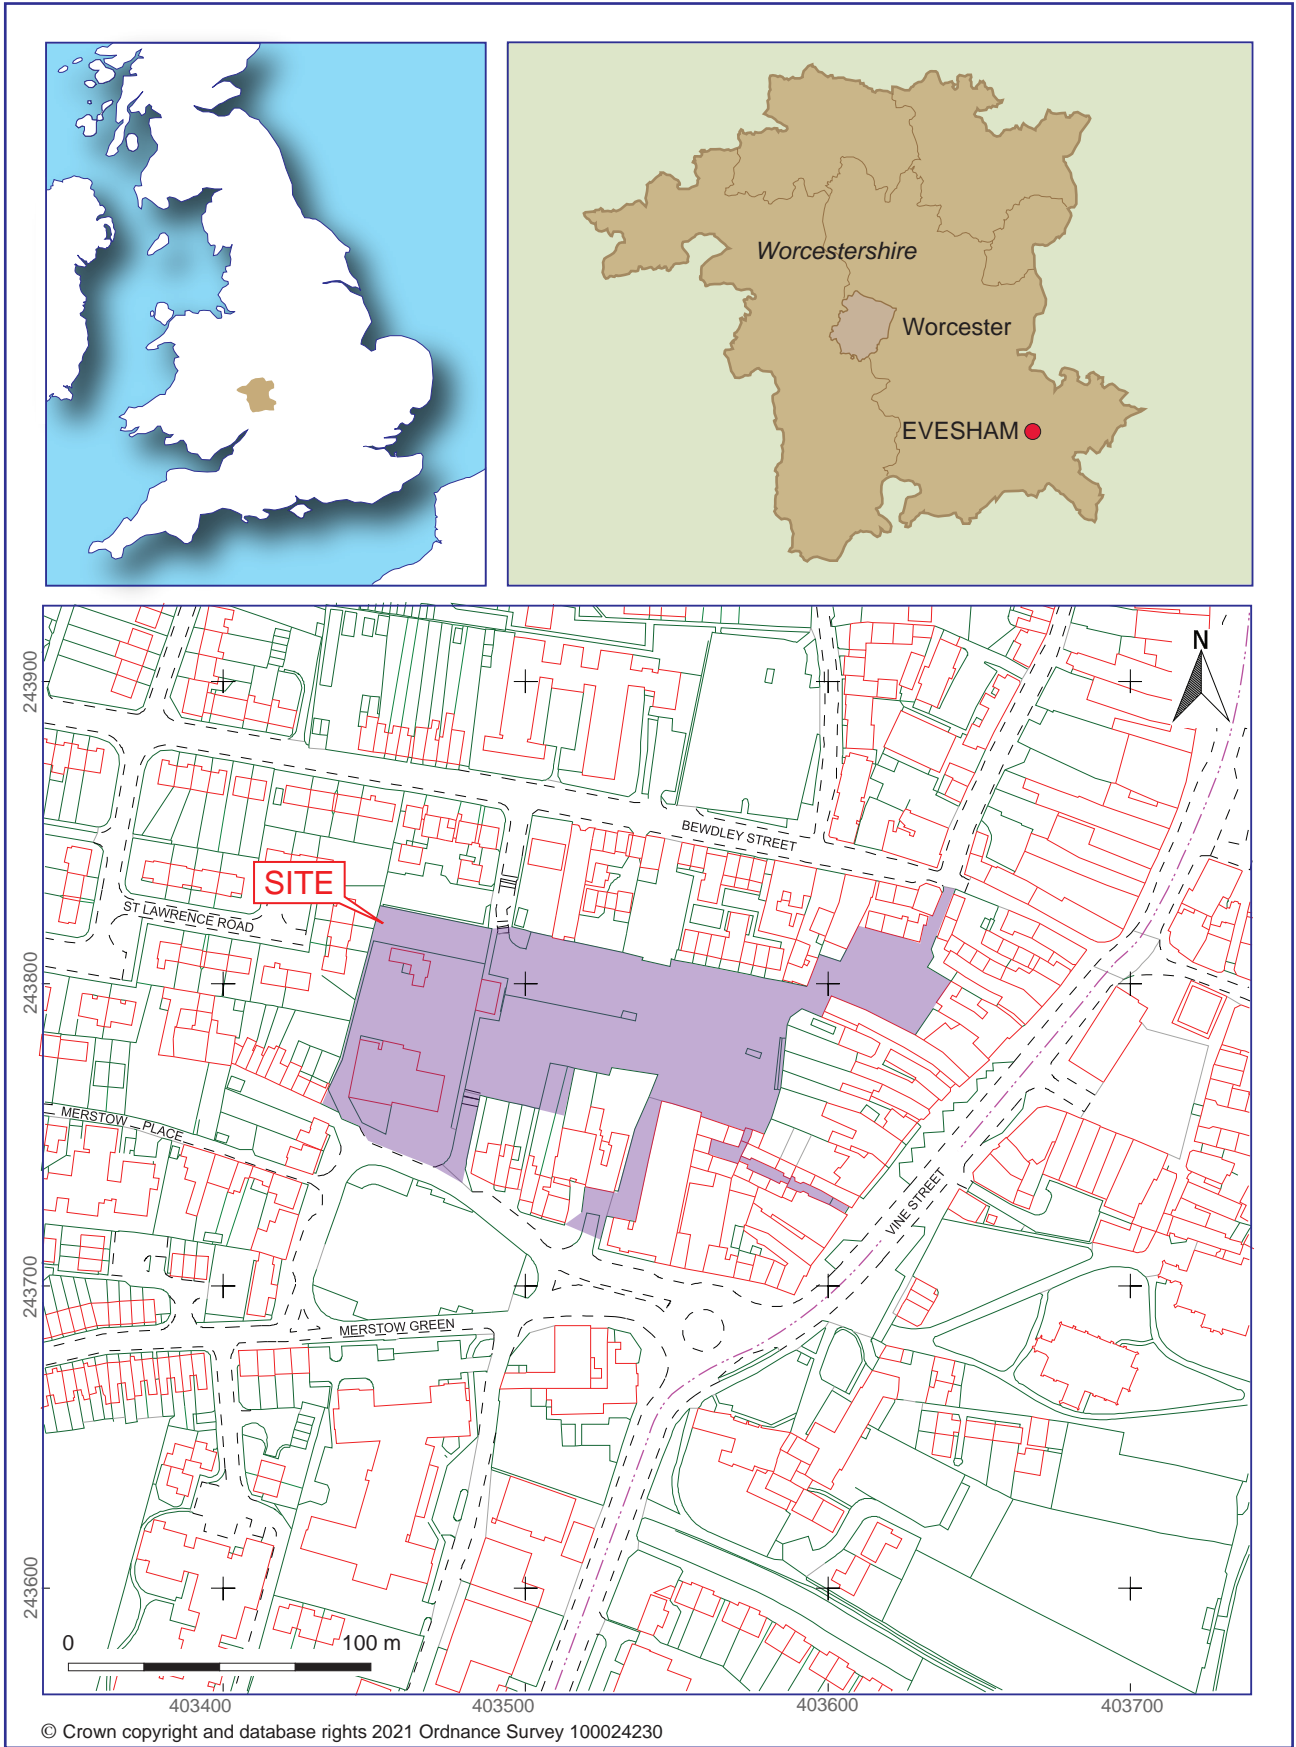 Worcestershire
Worcester
EVESHAM
N
243900
BEWDLEY STREET
SITE
ST LAWRENCE ROAD
243800
MERSTOW PLACE
VINE STREET
243700
MERSTOW GREEN
243600
0
100 m
403400
403500
403600
403700
© Crown copyright and database rights 2021 Ordnance Survey 100024230